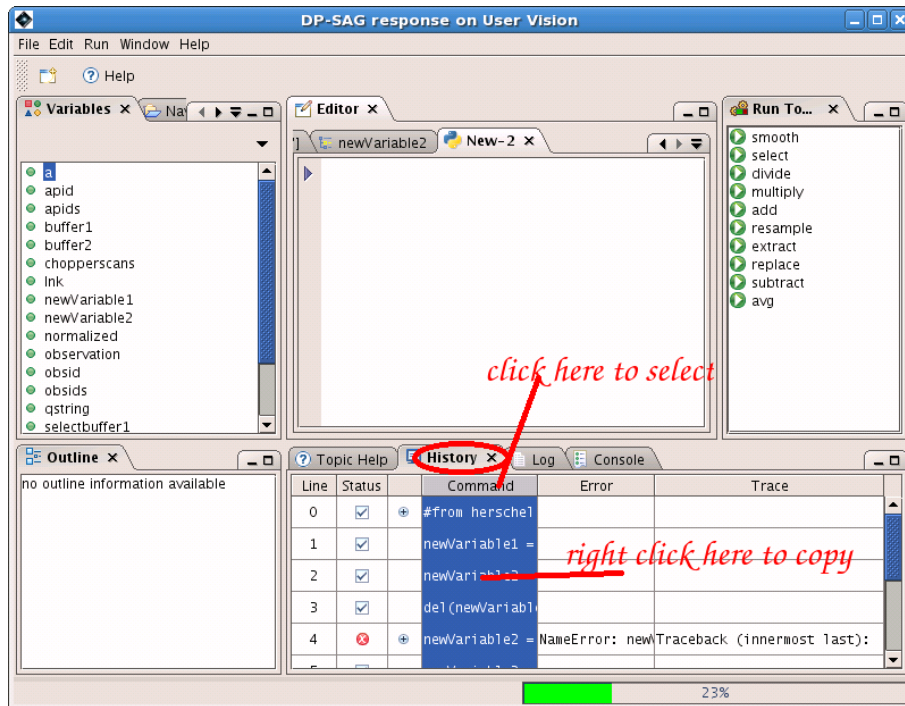 DP-SAG response on User Vision
File Edit Run Window Help
Help
Variables
Nav
a
apid
apids
buffer1
buffer2
chopperscans
lnk
newVariable1
newVariable2
normalized
observation
obsid
obsids
qstring
selectbuffer1
Editor
newVariable2
New-2
Run To...
smooth
select
divide
multiply
add
resample
extract
replace
subtract
avg
click here to select
Outline
no outline information available
Topic Help
History
Log
Console
Line Status Command Error Trace
0 #from herschel
1 newVariable1 =
right click here to copy
2 newVariable2
3 del(newVariabl
4 newVariable2 = NameError: newV Traceback (innermost last):
23%